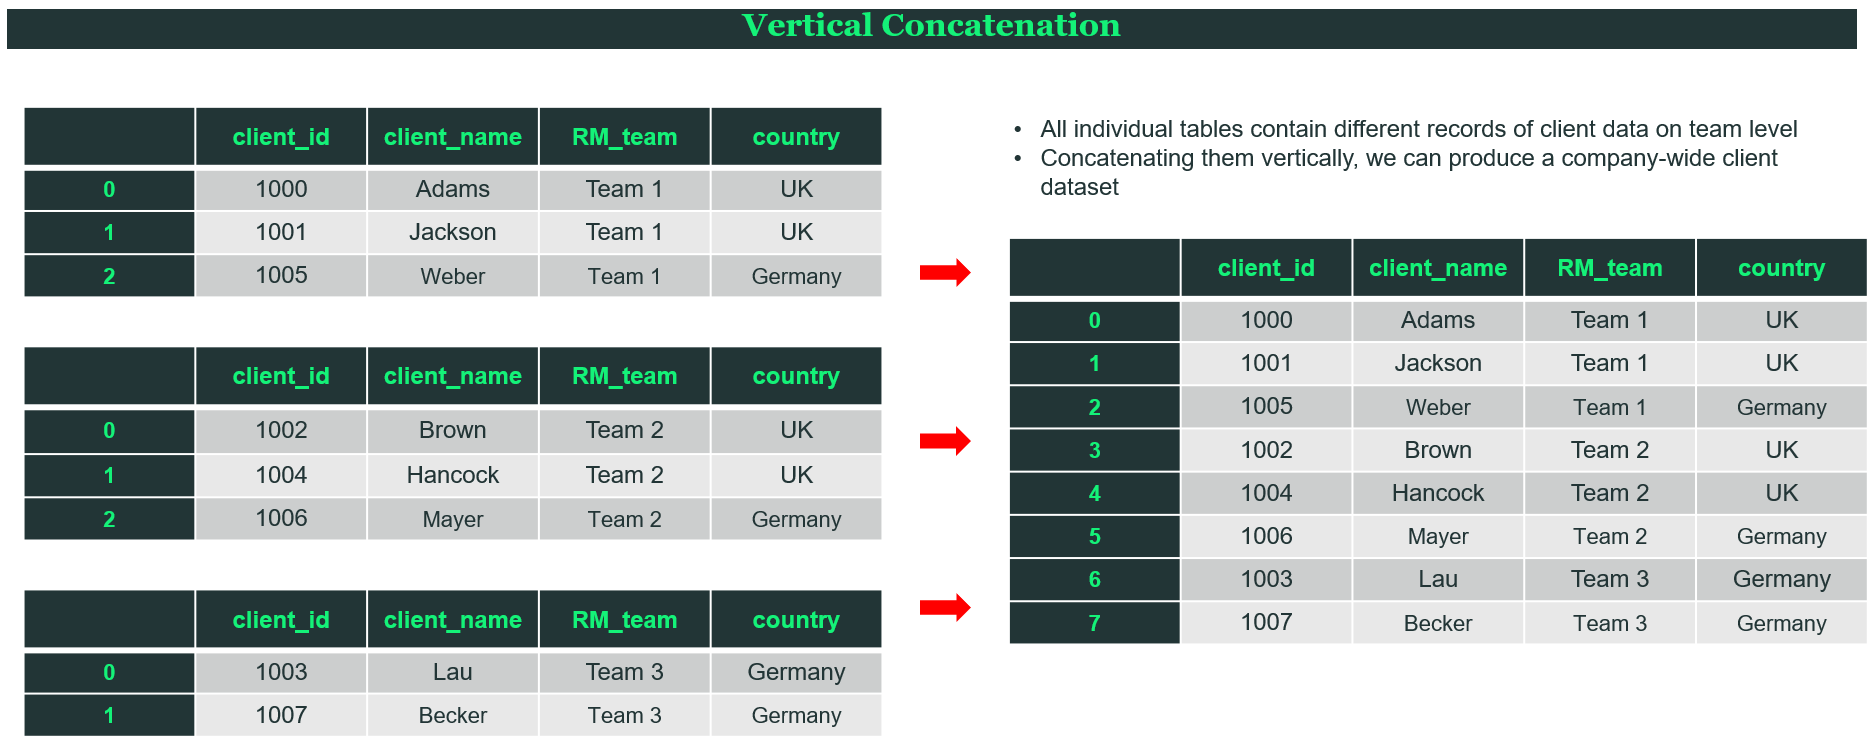 Vertical Concatenation
client_id client_name RM_team country
0 1000 Adams Team 1 UK
1 1001 Jackson Team 1 UK
2 1005 Weber Team 1 Germany
client_id client_name RM_team country
0 1002 Brown Team 2 UK
1 1004 Hancock Team 2 UK
2 1006 Mayer Team 2 Germany
client_id client_name RM_team country
0 1003 Lau Team 3 Germany
1 1007 Becker Team 3 Germany
• All individual tables contain different records of client data on team level
• Concatenating them vertically, we can produce a company-wide client
dataset
client_id client_name RM_team country
0 1000 Adams Team 1 UK
1 1001 Jackson Team 1 UK
2 1005 Weber Team 1 Germany
3 1002 Brown Team 2 UK
4 1004 Hancock Team 2 UK
5 1006 Mayer Team 2 Germany
6 1003 Lau Team 3 Germany
7 1007 Becker Team 3 Germany